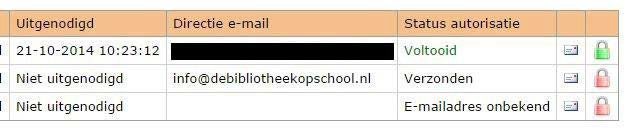 Uitgenodigd Directie e-mail Status autorisatie
21-10-2014 10:23:12 Voltooid
Niet uitgenodigd info@debibliotheekopschool.nl Verzonden
Niet uitgenodigd E-mailadres onbekend